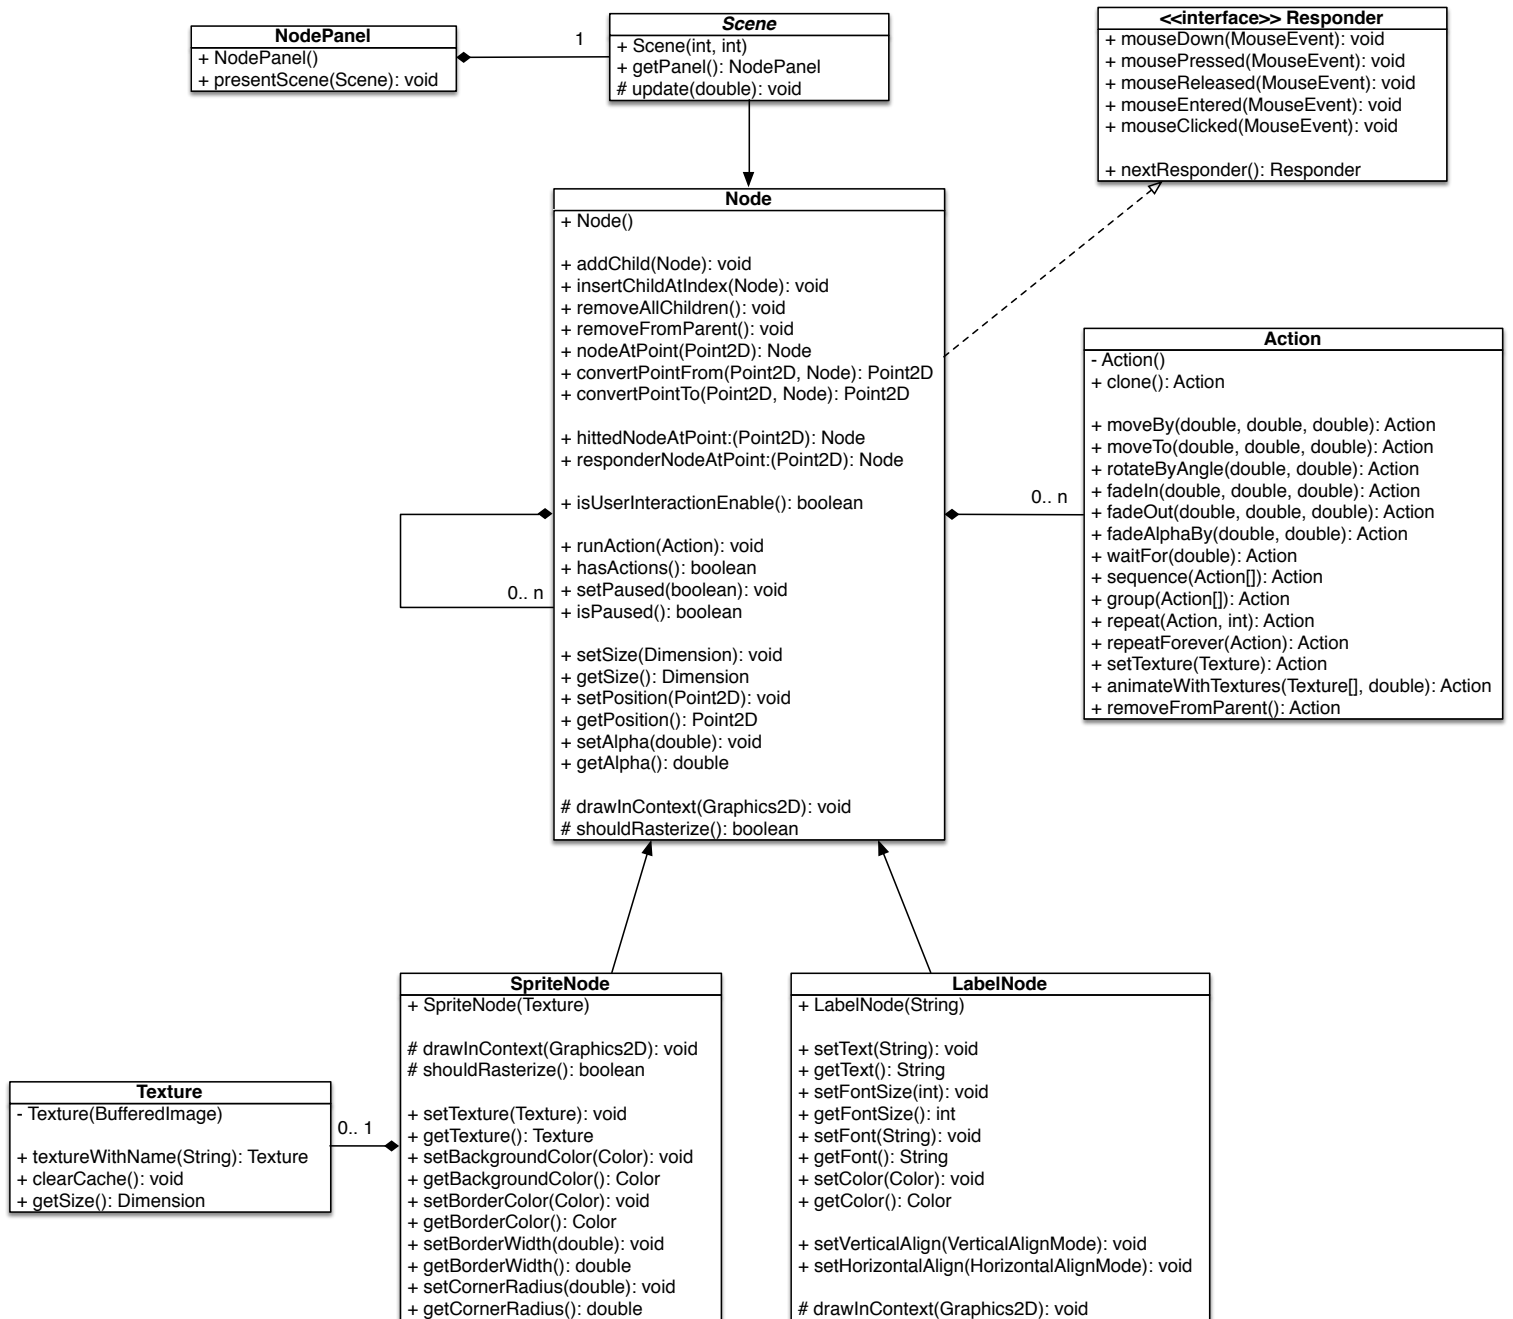 NodePanel
+ NodePanel()
+ presentScene(Scene): void
1
Scene
+ Scene(int, int)
+ getPanel(): NodePanel
# update(double): void
<<interface>> Responder
+ mouseDown(MouseEvent): void
+ mousePressed(MouseEvent): void
+ mouseReleased(MouseEvent): void
+ mouseEntered(MouseEvent): void
+ mouseClicked(MouseEvent): void
+ nextResponder(): Responder
Node
+ Node()
+ addChild(Node): void
+ insertChildAtIndex(Node): void
+ removeAllChildren(): void
+ removeFromParent(): void
+ nodeAtPoint(Point2D): Node
+ convertPointFrom(Point2D, Node): Point2D
+ convertPointTo(Point2D, Node): Point2D
+ hittedNodeAtPoint:(Point2D): Node
+ responderNodeAtPoint:(Point2D): Node
+ isUserInteractionEnable(): boolean
+ runAction(Action): void
+ hasActions(): boolean
+ setPaused(boolean): void
+ isPaused(): boolean
+ setSize(Dimension): void
+ getSize(): Dimension
+ setPosition(Point2D): void
+ getPosition(): Point2D
+ setAlpha(double): void
+ getAlpha(): double
# drawInContext(Graphics2D): void
# shouldRasterize(): boolean
0.. n
0.. n
Action
- Action()
+ clone(): Action
+ moveBy(double, double, double): Action
+ moveTo(double, double, double): Action
+ rotateByAngle(double, double): Action
+ fadeIn(double, double, double): Action
+ fadeOut(double, double, double): Action
+ fadeAlphaBy(double, double): Action
+ waitFor(double): Action
+ sequence(Action[]): Action
+ group(Action[]): Action
+ repeat(Action, int): Action
+ repeatForever(Action): Action
+ setTexture(Texture): Action
+ animateWithTextures(Texture[], double): Action
+ removeFromParent(): Action
Texture
- Texture(BufferedImage)
+ textureWithName(String): Texture
+ clearCache(): void
+ getSize(): Dimension
0.. 1
SpriteNode
+ SpriteNode(Texture)
# drawInContext(Graphics2D): void
# shouldRasterize(): boolean
+ setTexture(Texture): void
+ getTexture(): Texture
+ setBackgroundColor(Color): void
+ getBackgroundColor(): Color
+ setBorderColor(Color): void
+ getBorderColor(): Color
+ setBorderWidth(double): void
+ getBorderWidth(): double
+ setCornerRadius(double): void
+ getCornerRadius(): double
LabelNode
+ LabelNode(String)
+ setText(String): void
+ getText(): String
+ setFontSize(int): void
+ getFontSize(): int
+ setFont(String): void
+ getFont(): String
+ setColor(Color): void
+ getColor(): Color
+ setVerticalAlign(VerticalAlignMode): void
+ setHorizontalAlign(HorizontalAlignMode): void
# drawInContext(Graphics2D): void